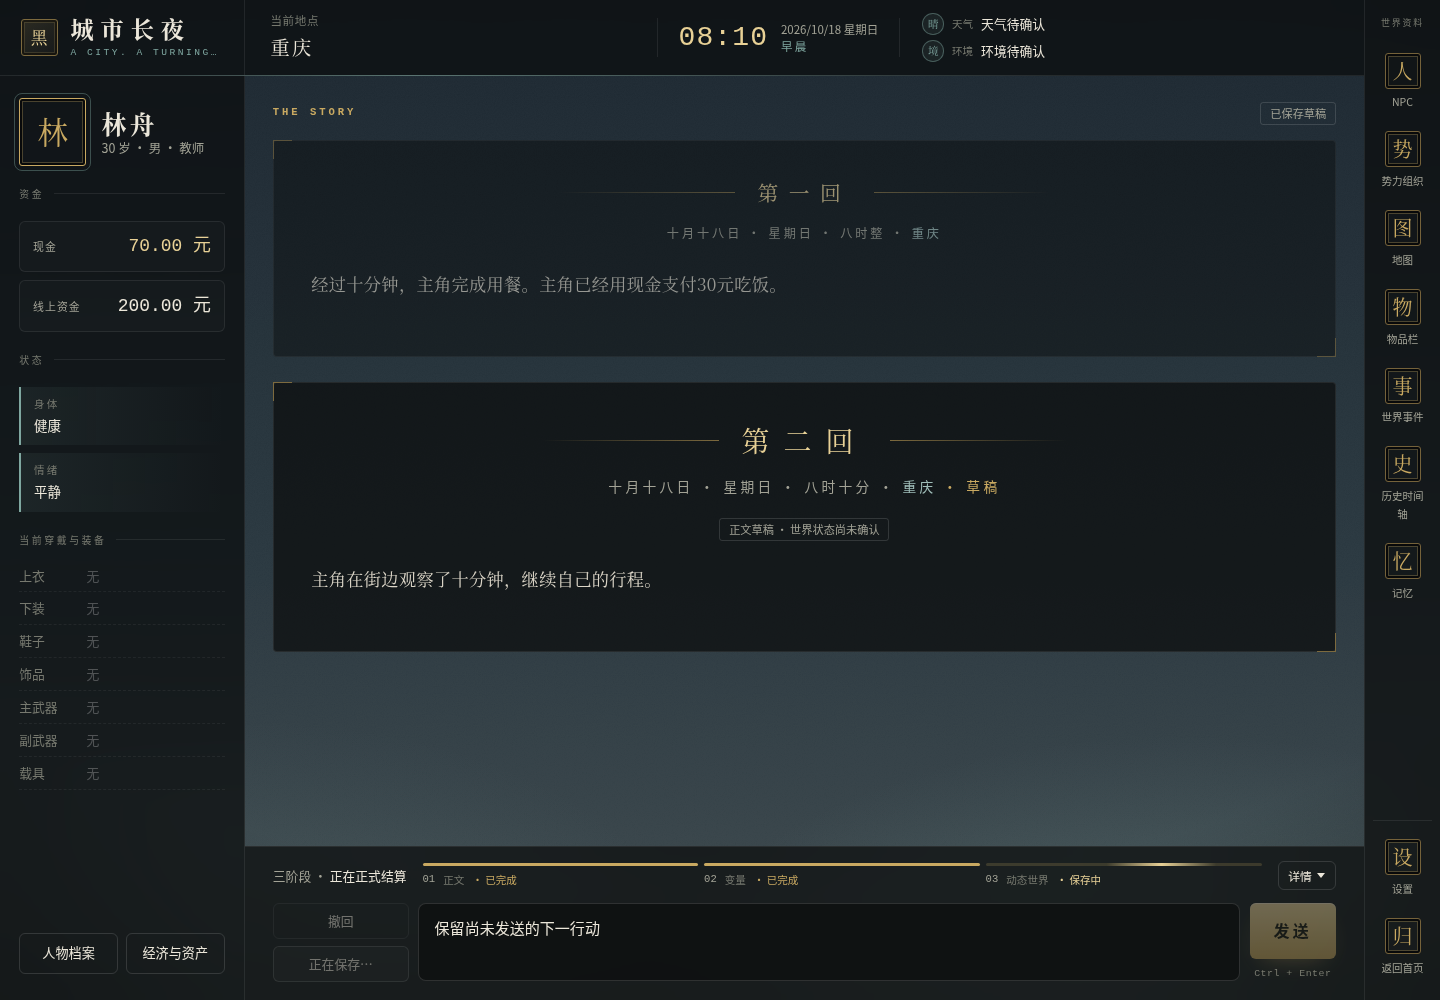 黑
城市长夜
A CITY. A TURNING…
当前地点
重庆
08:10
2026/10/18 星期日
早晨
晴 天气 天气待确认
境 环境 环境待确认
世界资料
人
NPC
势
势力组织
图
地图
物
物品栏
事
世界事件
史
历史时间
轴
忆
记忆
设
设置
归
返回首页
林
林舟
30 岁 • 男 • 教师
资金
现金 70.00 元
线上资金 200.00 元
状态
身体
健康
情绪
平静
当前穿戴与装备
上衣 无
下装 无
鞋子 无
饰品 无
主武器 无
副武器 无
载具 无
人物档案 经济与资产
THE STORY
已保存草稿
第一回
十月十八日 • 星期日 • 八时整 • 重庆
经过十分钟，主角完成用餐。主角已经用现金支付30元吃饭。
第二回
十月十八日 • 星期日 • 八时十分 • 重庆 • 草稿
正文草稿 • 世界状态尚未确认
主角在街边观察了十分钟，继续自己的行程。
三阶段 • 正在正式结算
01 正文 • 已完成
02 变量 • 已完成
03 动态世界 • 保存中
详情
撤回
正在保存…
保留尚未发送的下一行动
发送
Ctrl + Enter